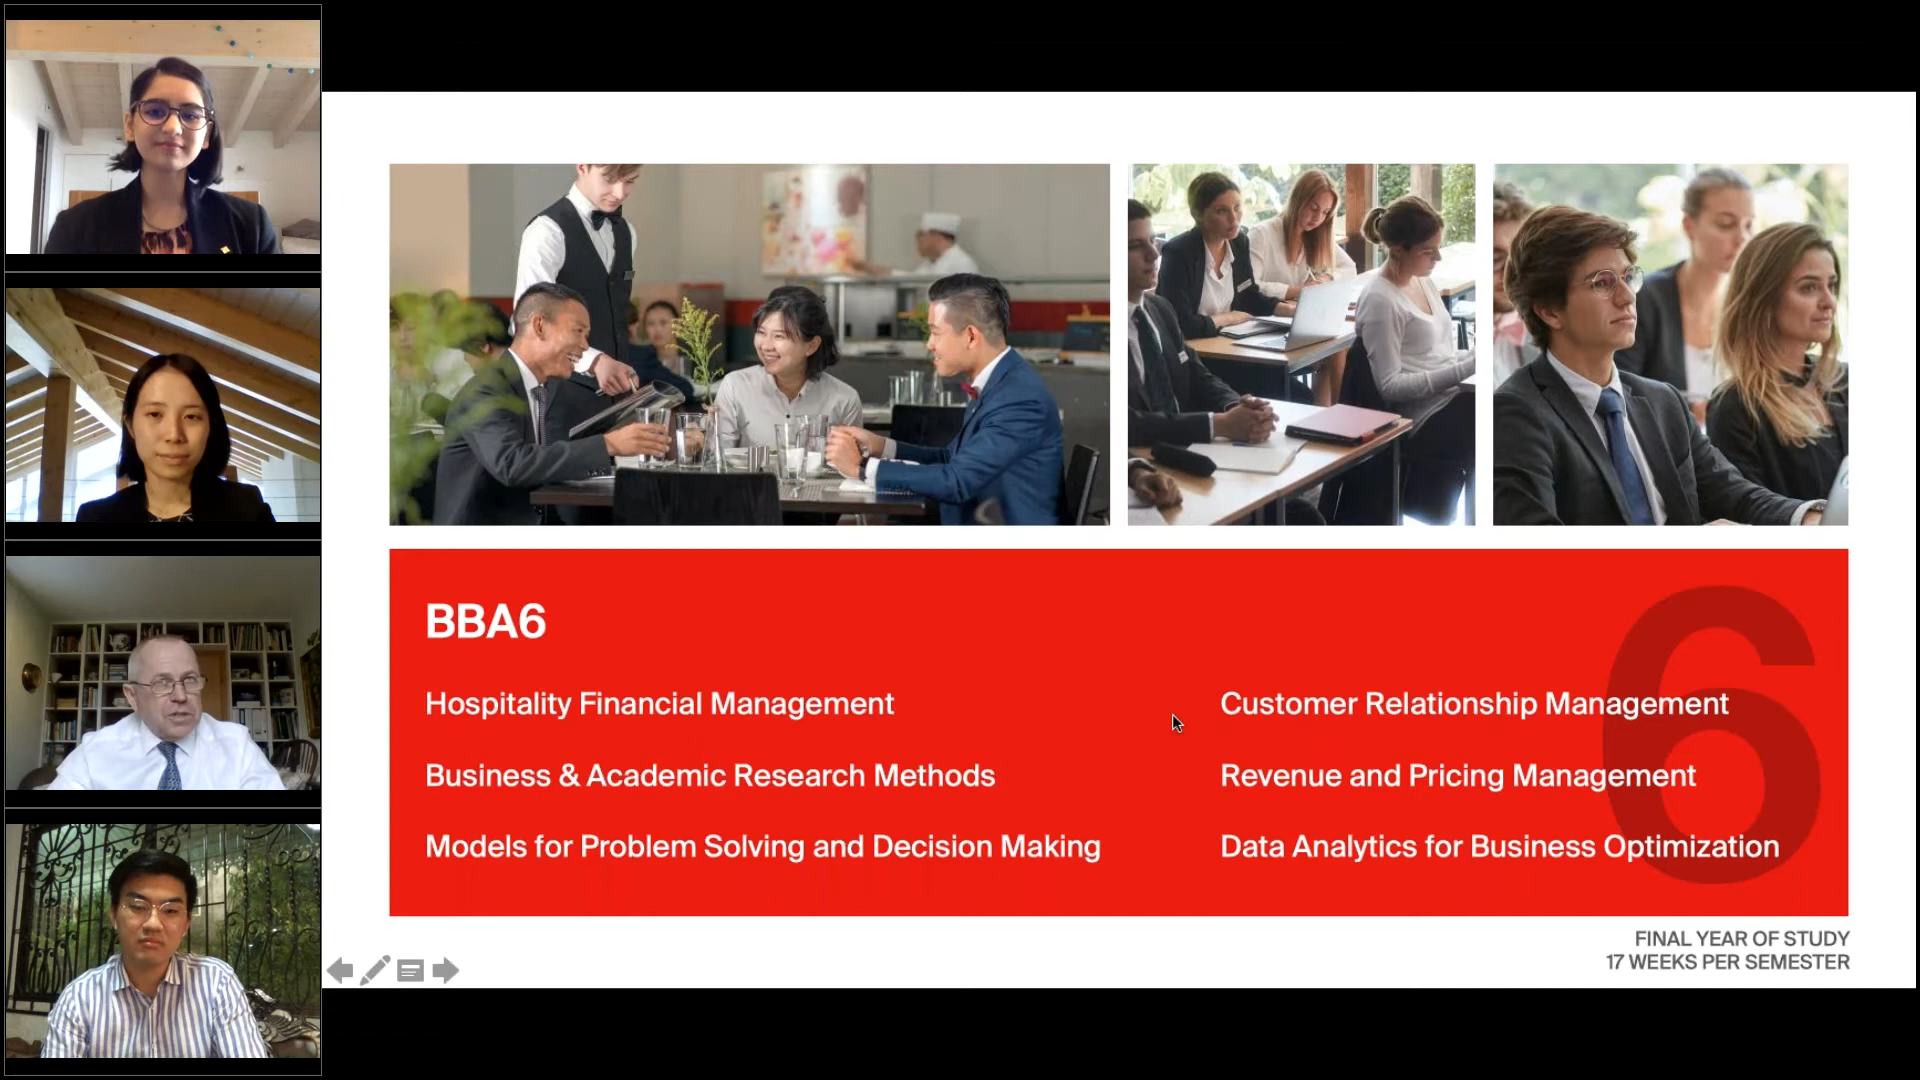 BBA6
Hospitality Financial Management
Business & Academic Research Methods
Models for Problem Solving and Decision Making
Customer Relationship Management
Revenue and Pricing Management
Data Analytics for Business Optimization
6
FINAL YEAR OF STUDY
17 WEEKS PER SEMESTER